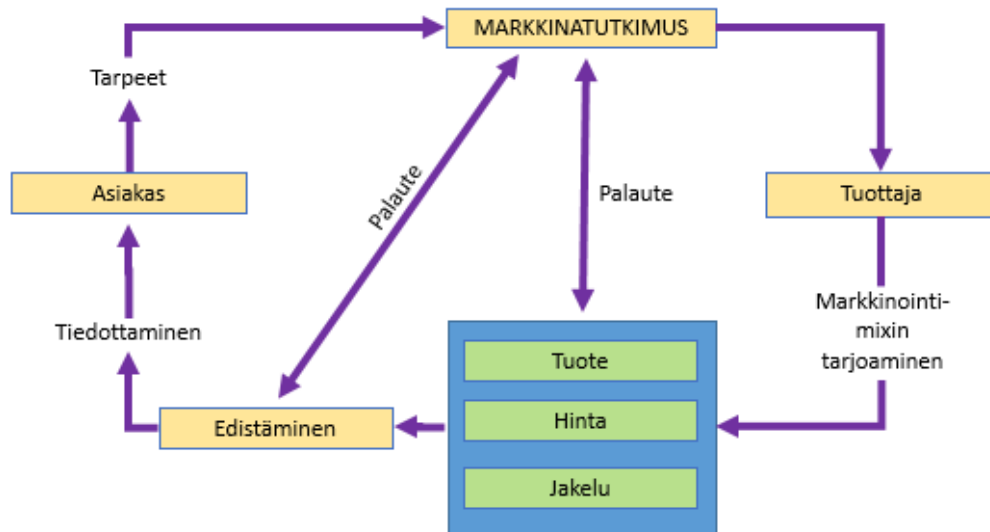 MARKKINATUTKIMUS
Tarpeet
Asiakas
Palaute
Palaute
Tuottaja
Tiedottaminen
Markkinointi-
mixin
tarjoaminen
Tuote
Hinta
Edistäminen
Jakelu